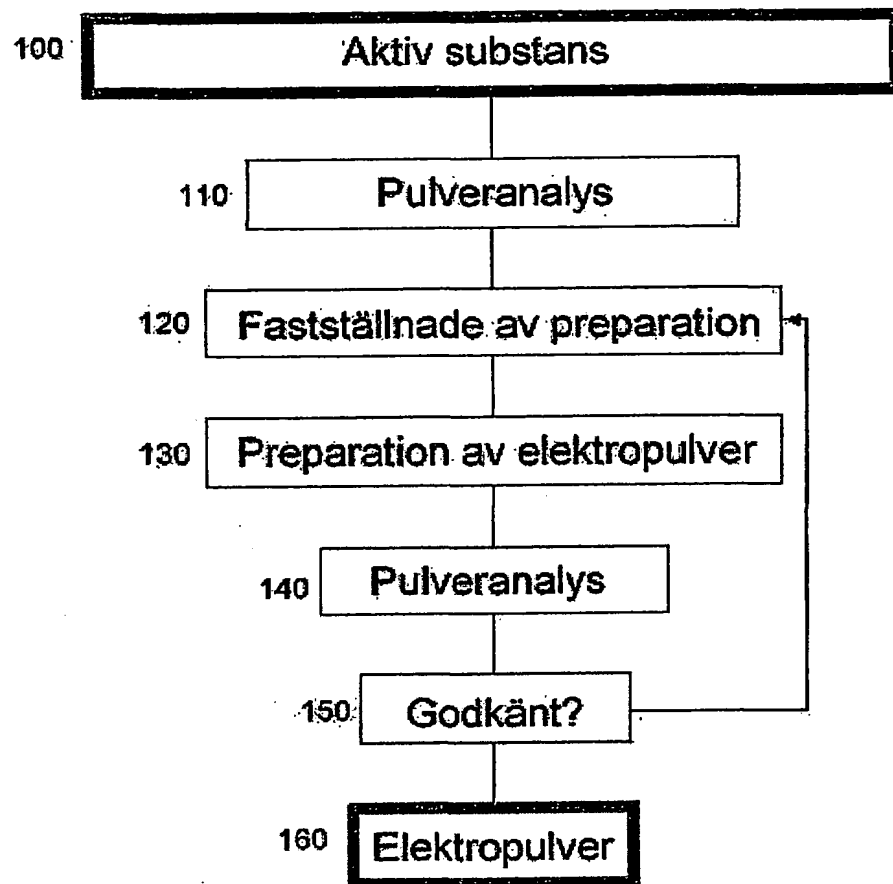 100 Aktiv substans
110 Pulveranalys
120 Fastställnade av preparation
130 Preparation av elektropulver
140 Pulveranalys
150 Godkänt?
160 Elektropulver